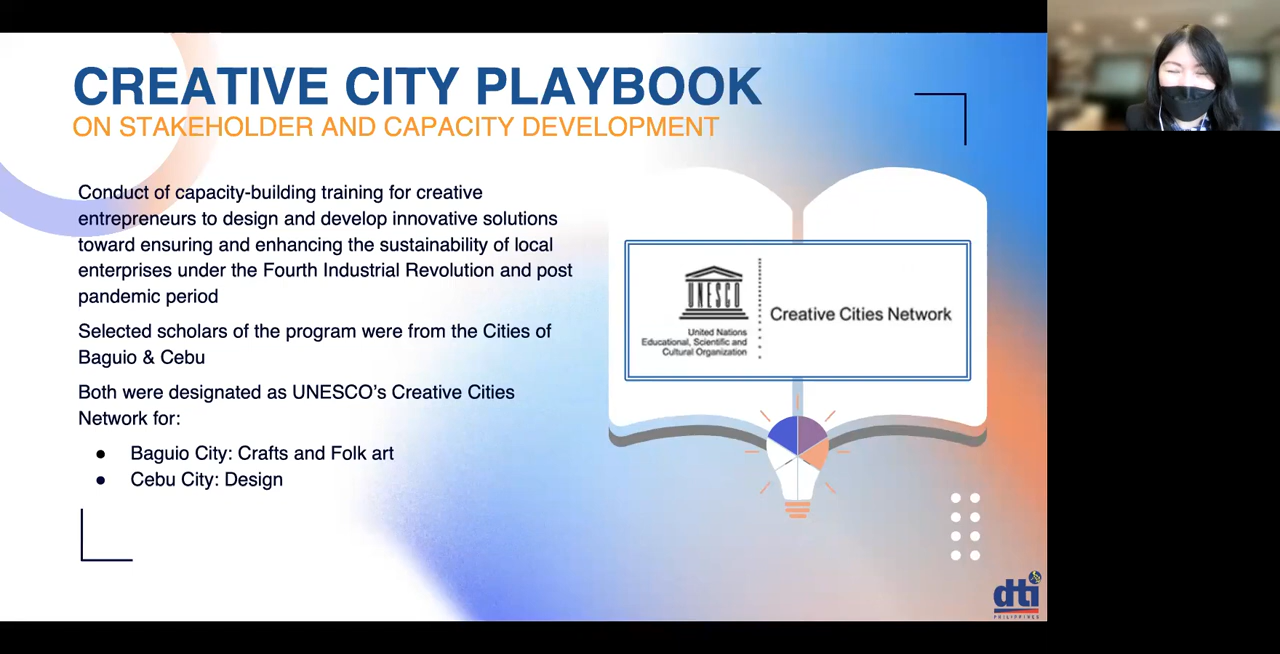 CREATIVE CITY PLAYBOOK
ON STAKEHOLDER AND CAPACITY DEVELOPMENT
Conduct of capacity-building training for creative
entrepreneurs to design and develop innovative solutions
toward ensuring and enhancing the sustainability of local
enterprises under the Fourth Industrial Revolution and post
pandemic period
Selected scholars of the program were from the Cities of
Baguio & Cebu
Both were designated as UNESCO’s Creative Cities
Network for:
● Baguio City: Crafts and Folk art
● Cebu City: Design
UNESCO
United Nations
Educational, Scientific and
Cultural Organization
Creative Cities Network
dti
PHILIPPINES